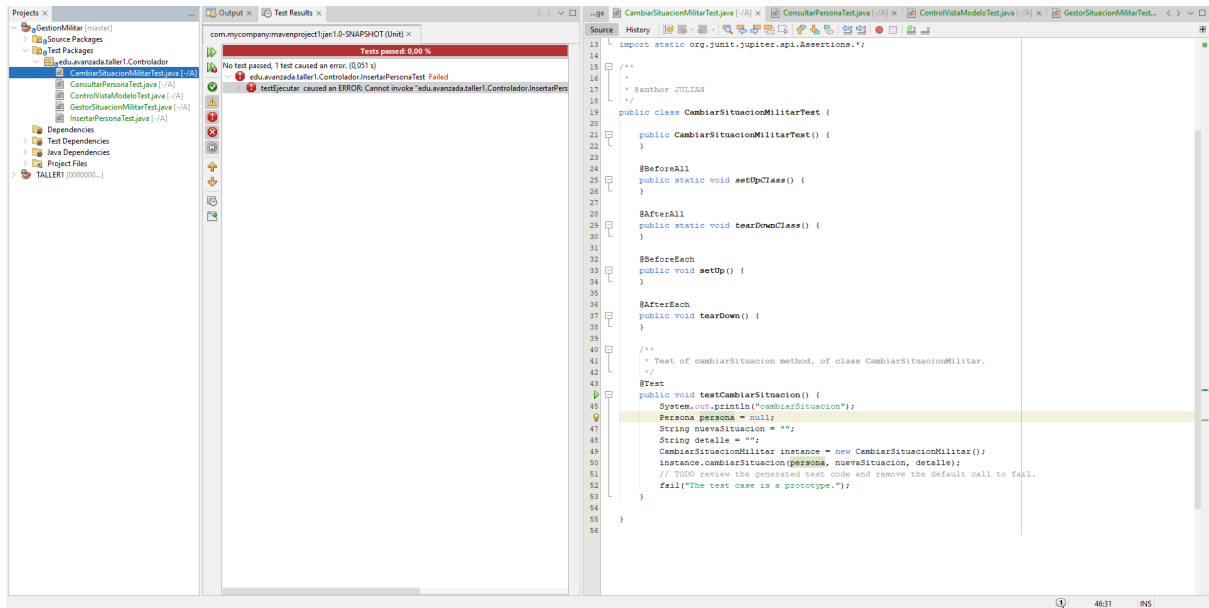 Projects
GestionMilitar [master]
Source Packages
Test Packages
edu.avanzada.taller1.Controlador
CambiarSituacionMilitarTest.java [-/A]
ConsultarPersonaTest.java [-/A]
ControlVistaModeloTest.java [-/A]
GestorSituacionMilitarTest.java [-/A]
InsertarPersonaTest.java [-/A]
Dependencies
Test Dependencies
Java Dependencies
Project Files
TALLER1 [0000000...]
Output
Test Results
com.mycompany:mavenproject1:jar:1.0-SNAPSHOT (Unit)
Tests passed: 0,00 %
No test passed, 1 test caused an error. (0,051 s)
edu.avanzada.taller1.Controlador.InsertarPersonaTest Failed
testEjecutar caused an ERROR: Cannot invoke "edu.avanzada.taller1.Controlador.InsertarPers
...ge
CambiarSituacionMilitarTest.java [-/A]
ConsultarPersonaTest.java [-/A]
ControlVistaModeloTest.java [-/A]
GestorSituacionMilitarTest...
Source History
13 import static org.junit.jupiter.api.Assertions.*;
14
15 /**
16 *
17 * @author JULIAN
18 */
19 public class CambiarSituacionMilitarTest {
20
21 public CambiarSituacionMilitarTest() {
22 }
23
24 @BeforeAll
25 public static void setUpClass() {
26 }
27
28 @AfterAll
29 public static void tearDownClass() {
30 }
31
32 @BeforeEach
33 public void setUp() {
34 }
35
36 @AfterEach
37 public void tearDown() {
38 }
39
40 /**
41 * Test of cambiarSituacion method, of class CambiarSituacionMilitar.
42 */
43 @Test
public void testCambiarSituacion() {
45 System.out.println("cambiarSituacion");
Persona persona = null;
47 String nuevaSituacion = "";
48 String detalle = "";
49 CambiarSituacionMilitar instance = new CambiarSituacionMilitar();
50 instance.cambiarSituacion(persona, nuevaSituacion, detalle);
51 // TODO review the generated test code and remove the default call to fail.
52 fail("The test case is a prototype.");
53 }
54
55 }
56
1
46:31
INS